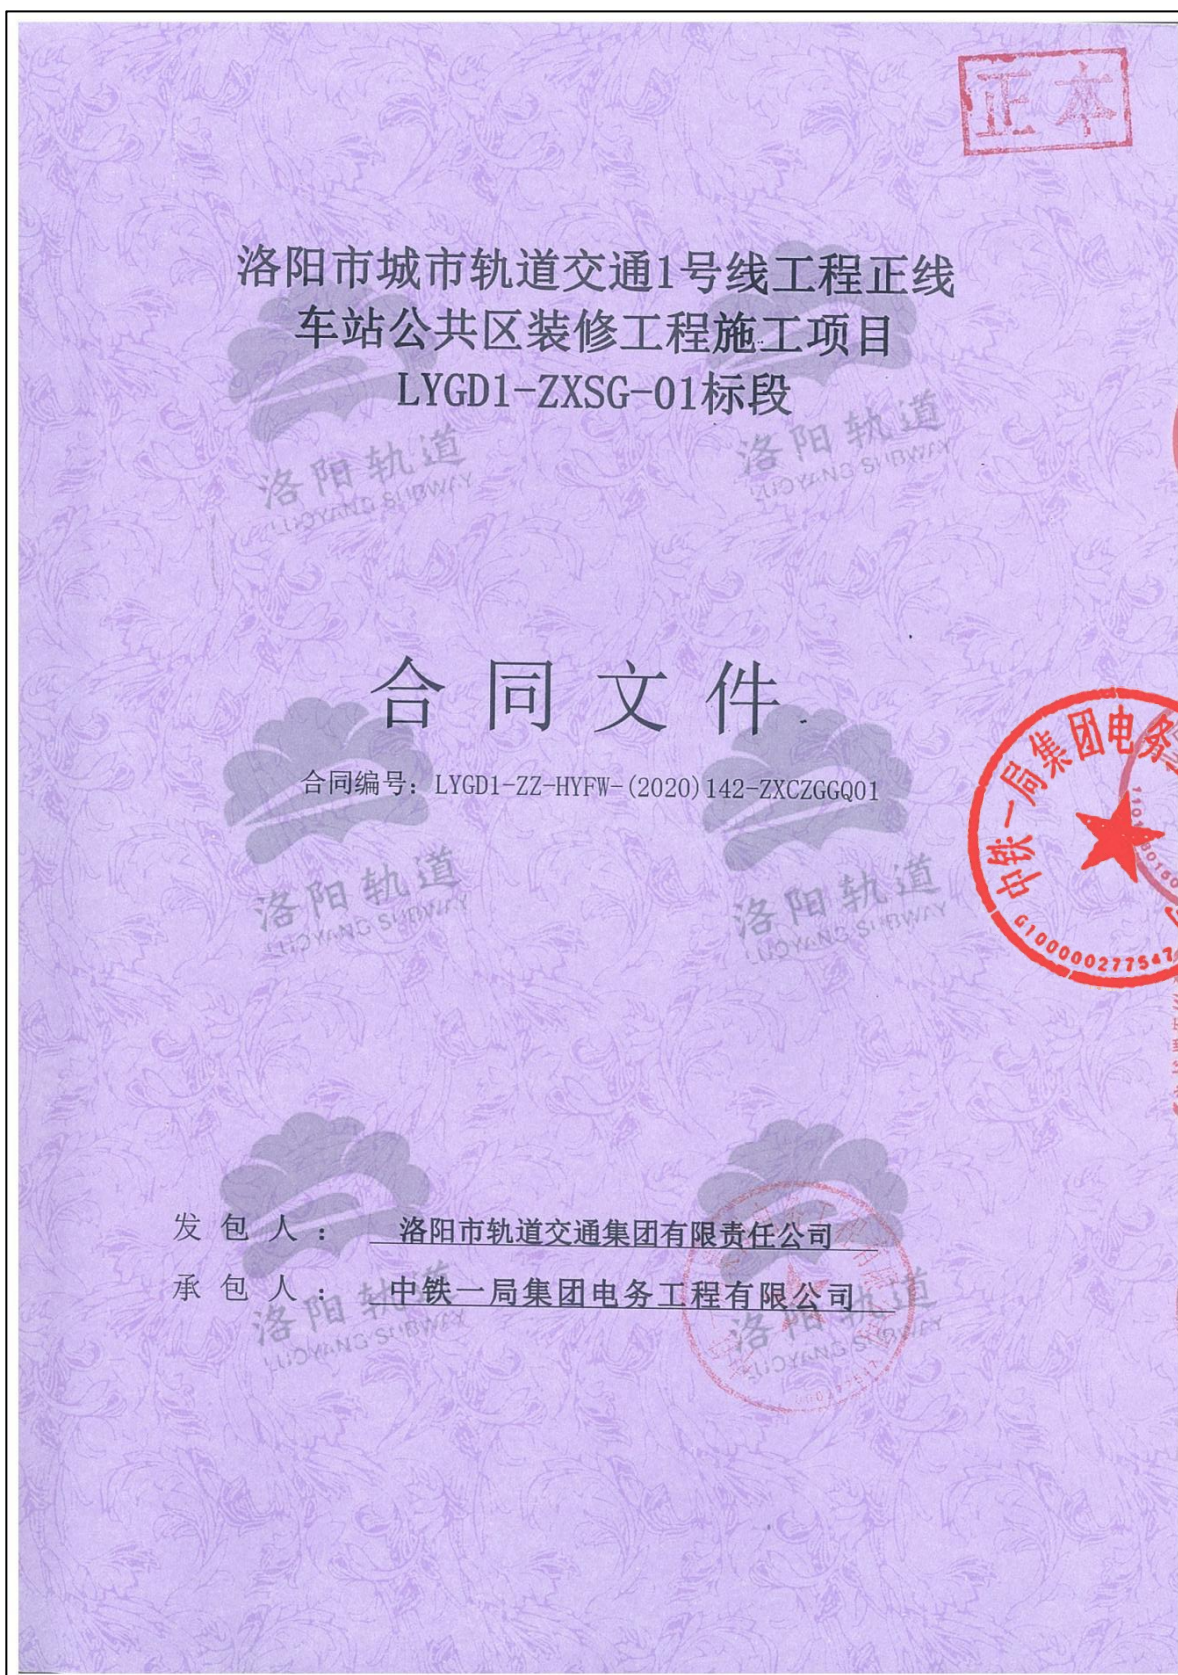 正本
洛阳市城市轨道交通1号线工程正线
车站公共区装修工程施工项目
LYGD1-ZXSG-01标段
洛阳轨道
LUOYANG SUBWAY
洛阳轨道
LUOYANG SUBWAY
合同文件
合同编号：LYGD1-ZZ-HYFW-(2020)142-ZXCZGGQ01
中铁一局集团电务
G100000277547
洛阳轨道
LUOYANG SUBWAY
洛阳轨道
LUOYANG SUBWAY
发包人：洛阳市轨道交通集团有限责任公司
承包人：中铁一局集团电务工程有限公司
洛阳轨道
LUOYANG SUBWAY
洛阳轨道
LUOYANG SUBWAY